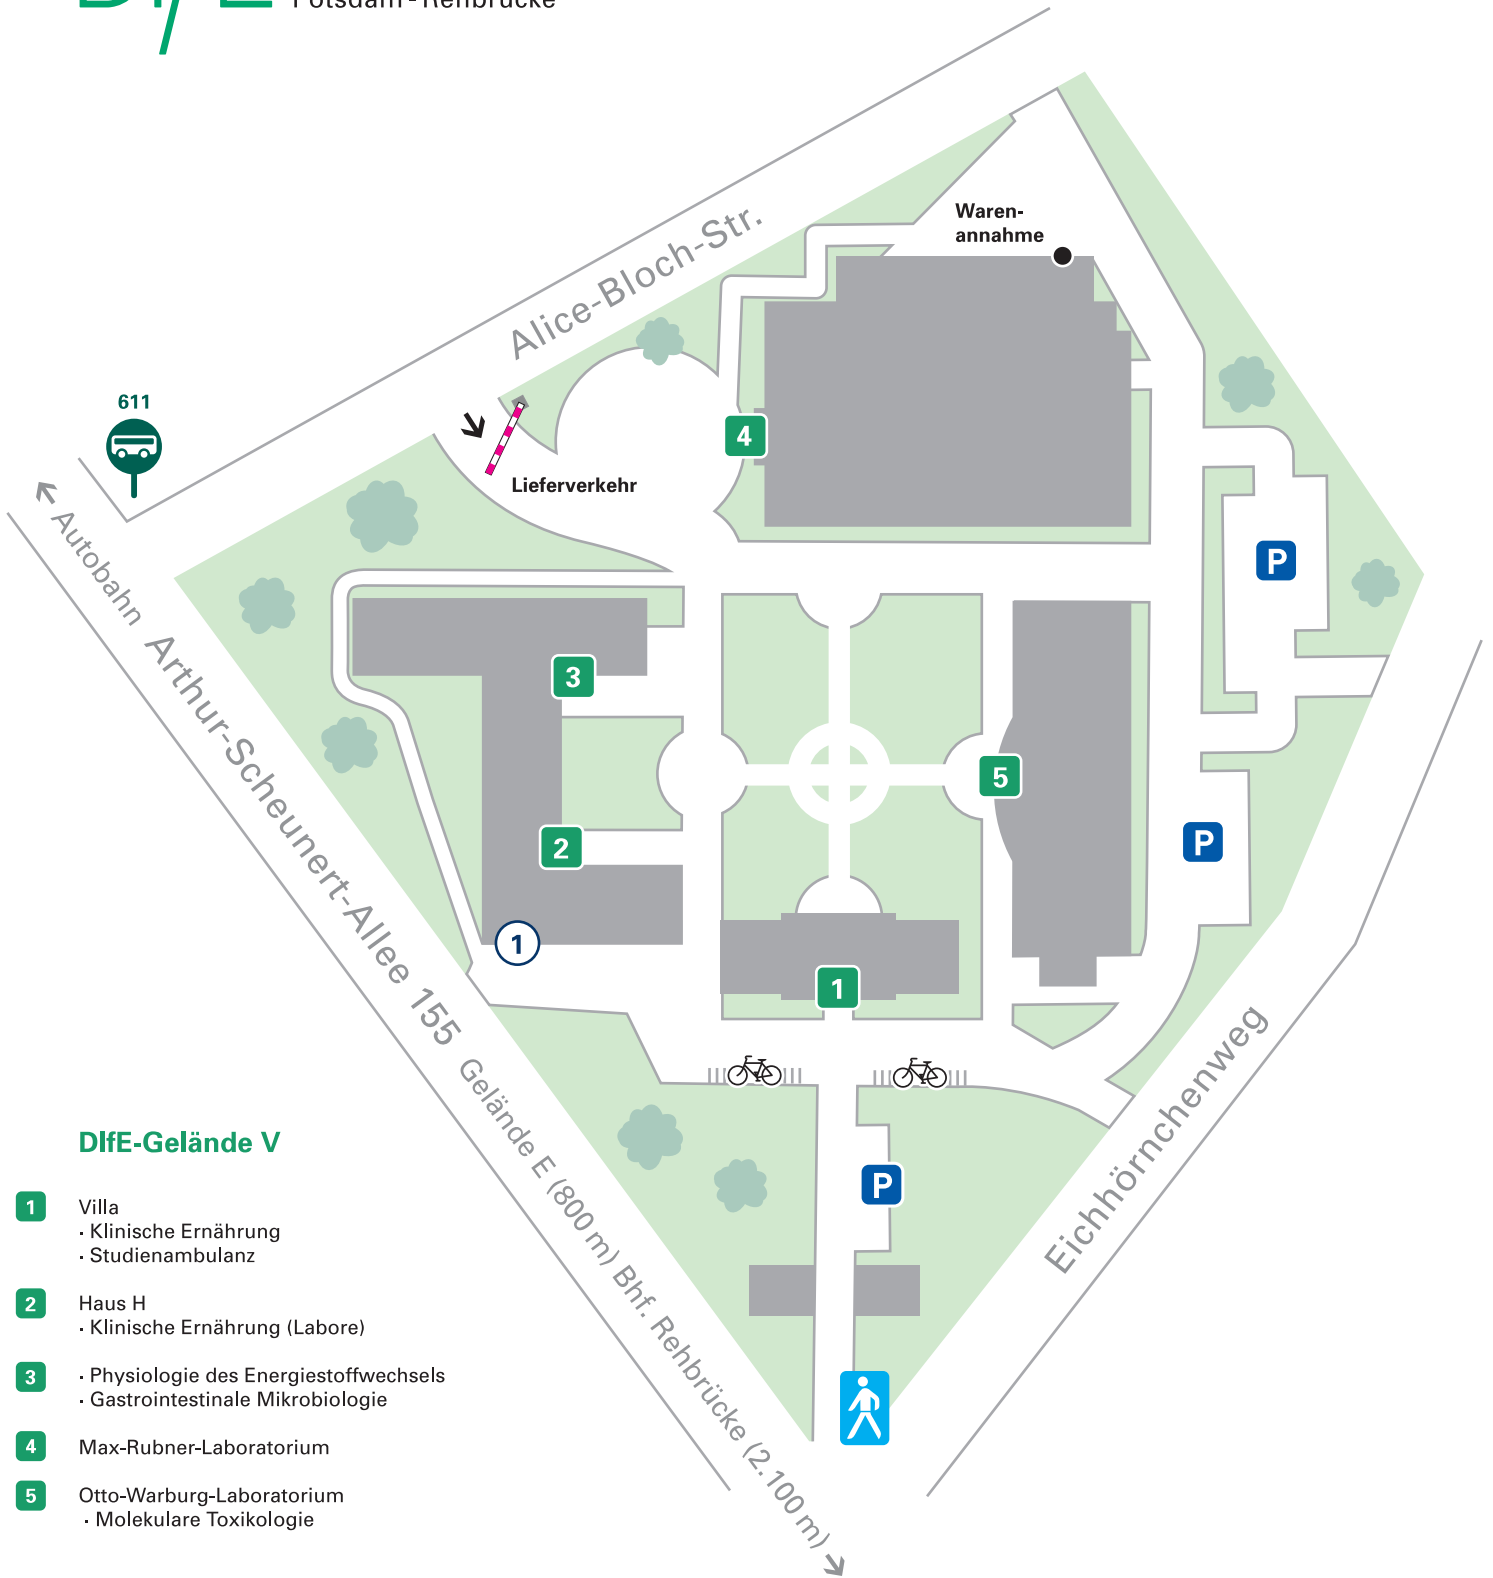 DIfE Potsdam-Rehbrücke
Alice-Bloch-Str.
Waren-
annahme
611
Lieferverkehr
4
P
3
5
2
P
1
1
P
← Autobahn Arthur-Scheunert-Allee 155 Gelände E (800 m) Bhf. Rehbrücke (2.100 m) →
Eichhörnchenweg
DIfE-Gelände V
1 Villa
· Klinische Ernährung
· Studienambulanz
2 Haus H
· Klinische Ernährung (Labore)
3 · Physiologie des Energiestoffwechsels
· Gastrointestinale Mikrobiologie
4 Max-Rubner-Laboratorium
5 Otto-Warburg-Laboratorium
· Molekulare Toxikologie